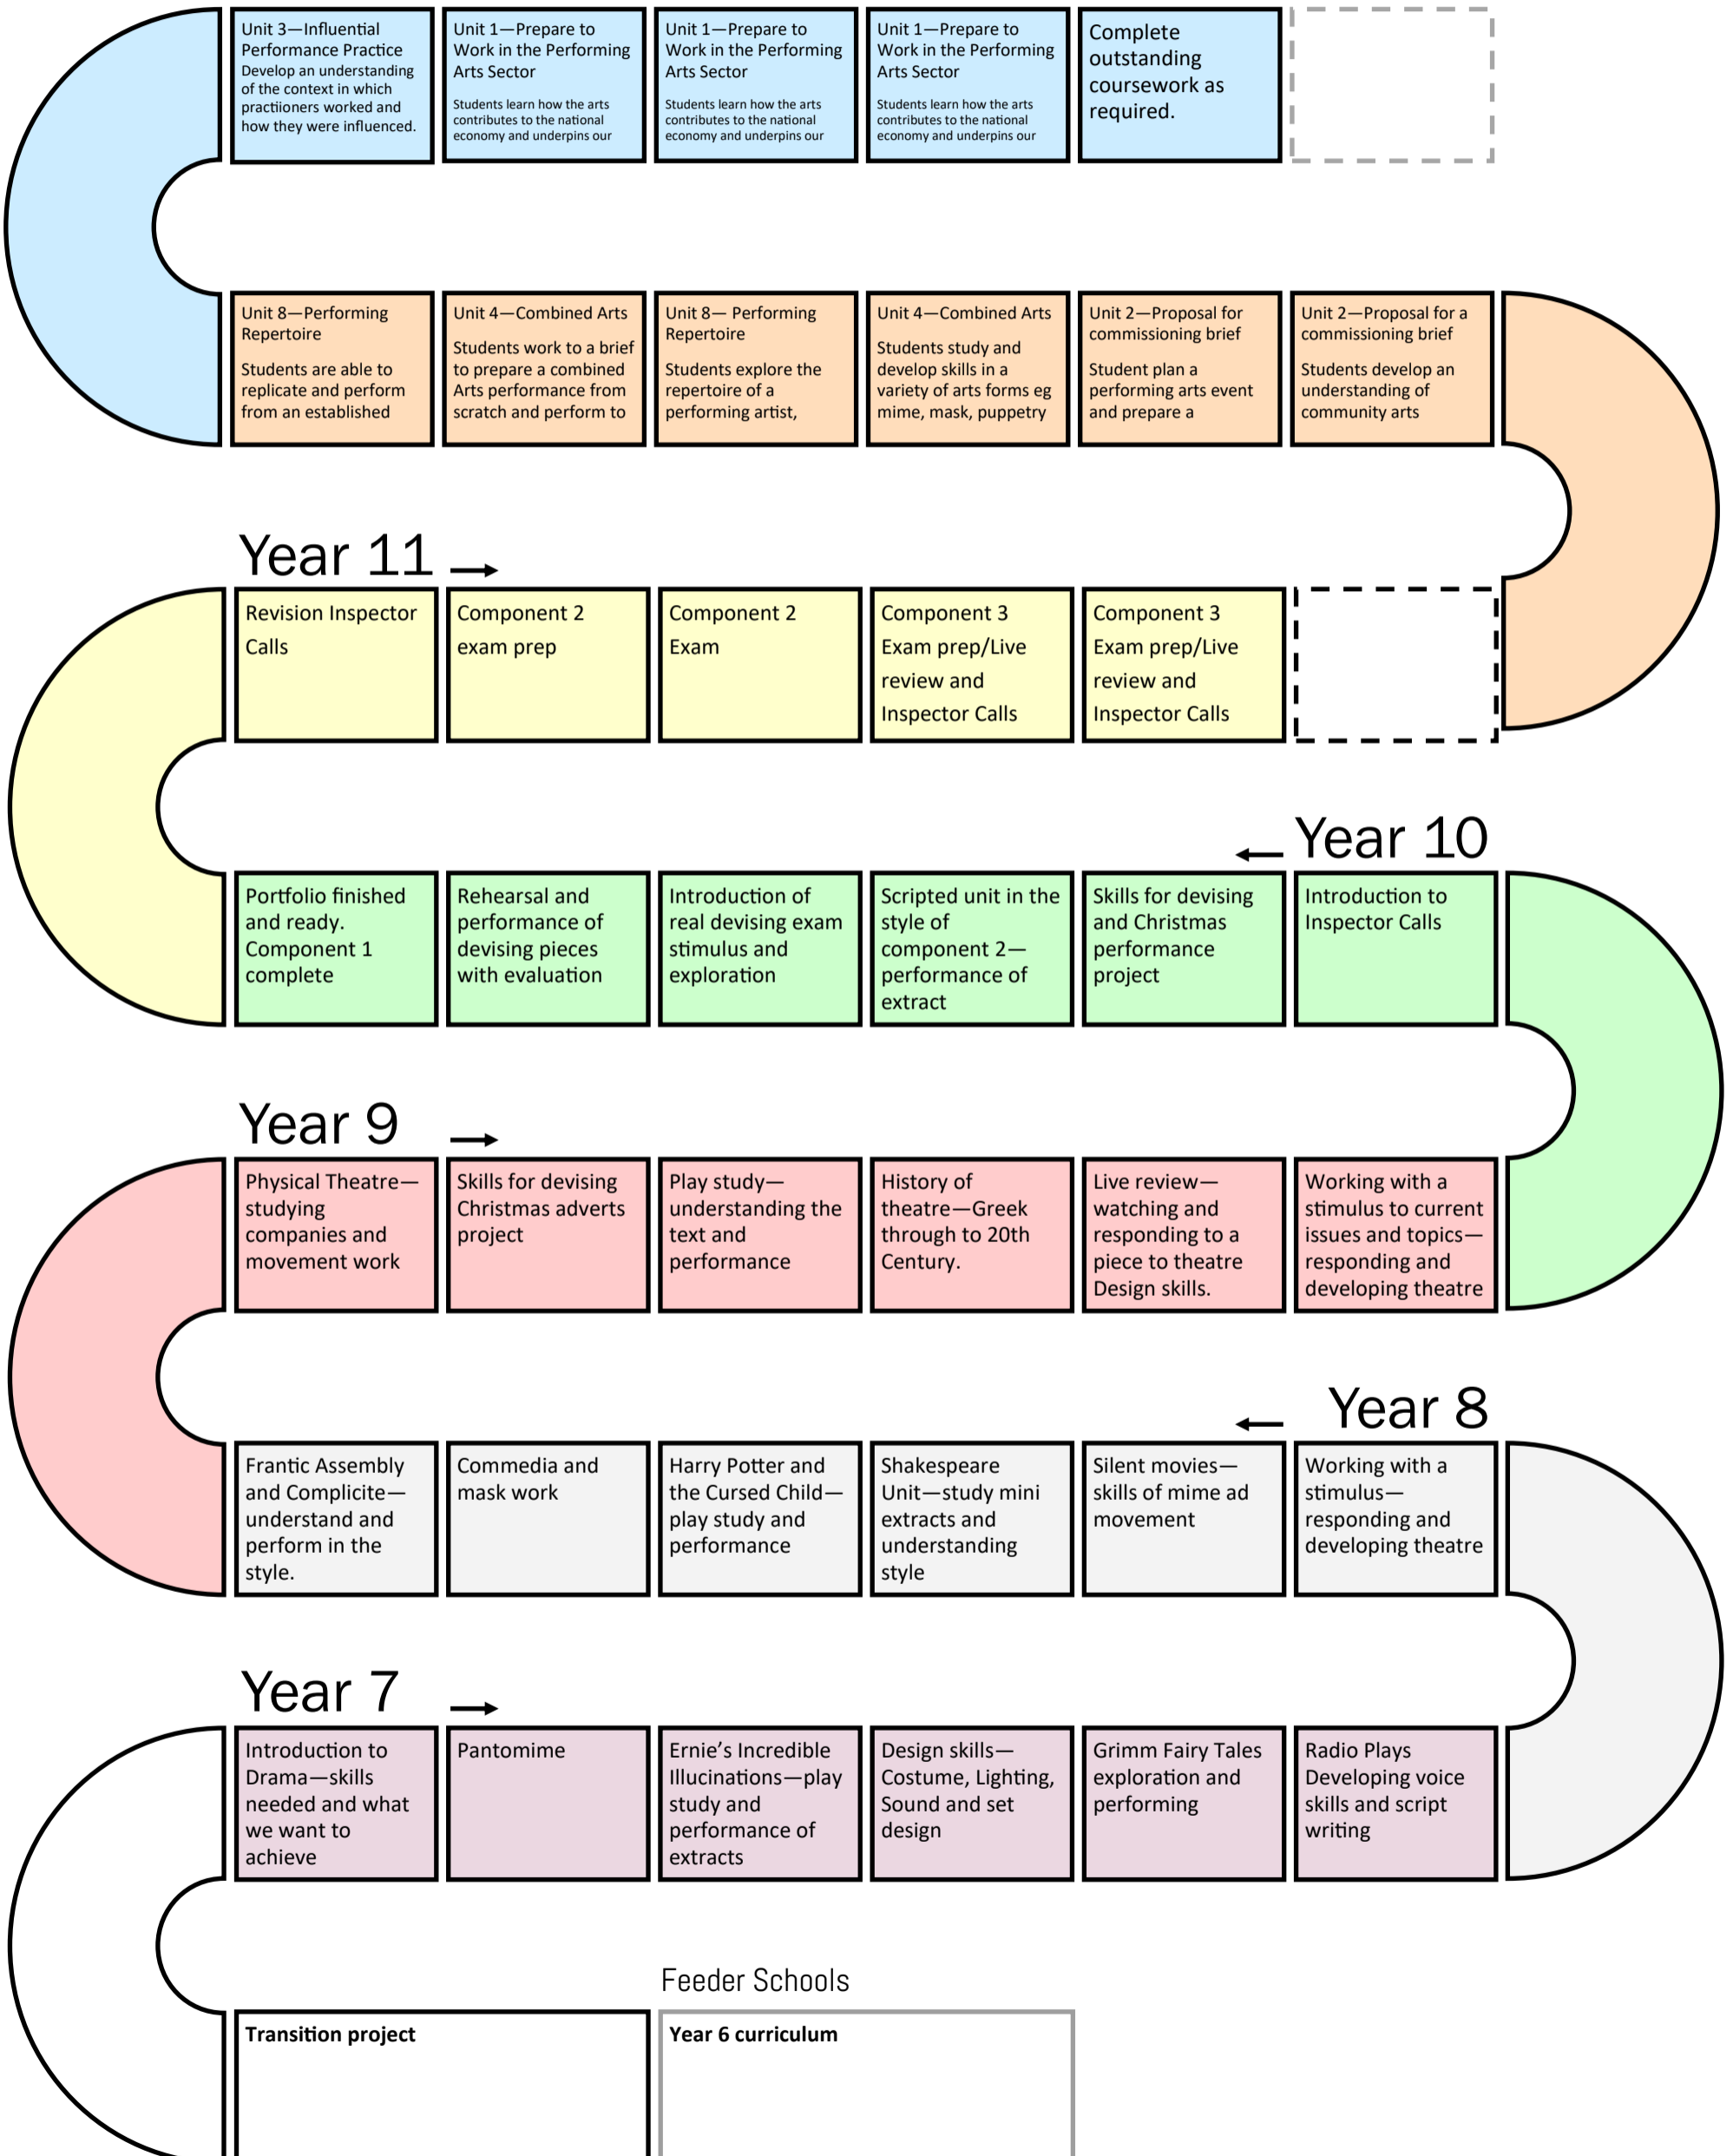 Unit 3—Influential
Performance Practice
Develop an understanding
of the context in which
practioners worked and
how they were influenced.
Unit 1—Prepare to
Work in the Performing
Arts Sector
Students learn how the arts
contributes to the national
economy and underpins our
Unit 1—Prepare to
Work in the Performing
Arts Sector
Students learn how the arts
contributes to the national
economy and underpins our
Unit 1—Prepare to
Work in the Performing
Arts Sector
Students learn how the arts
contributes to the national
economy and underpins our
Complete
outstanding
coursework as
required.
Unit 8—Performing
Repertoire
Students are able to
replicate and perform
from an established
Unit 4—Combined Arts
Students work to a brief
to prepare a combined
Arts performance from
scratch and perform to
Unit 8— Performing
Repertoire
Students explore the
repertoire of a
performing artist,
Unit 4—Combined Arts
Students study and
develop skills in a
variety of arts forms eg
mime, mask, puppetry
Unit 2—Proposal for
commissioning brief
Student plan a
performing arts event
and prepare a
Unit 2—Proposal for a
commissioning brief
Students develop an
understanding of
community arts
Year 11
Revision Inspector
Calls
Component 2
exam prep
Component 2
Exam
Component 3
Exam prep/Live
review and
Inspector Calls
Component 3
Exam prep/Live
review and
Inspector Calls
Year 10
Portfolio finished
and ready.
Component 1
complete
Rehearsal and
performance of
devising pieces
with evaluation
Introduction of
real devising exam
stimulus and
exploration
Scripted unit in the
style of
component 2—
performance of
extract
Skills for devising
and Christmas
performance
project
Introduction to
Inspector Calls
Year 9
Physical Theatre—
studying
companies and
movement work
Skills for devising
Christmas adverts
project
Play study—
understanding the
text and
performance
History of
theatre—Greek
through to 20th
Century.
Live review—
watching and
responding to a
piece to theatre
Design skills.
Working with a
stimulus to current
issues and topics—
responding and
developing theatre
Year 8
Frantic Assembly
and Complicite—
understand and
perform in the
style.
Commedia and
mask work
Harry Potter and
the Cursed Child—
play study and
performance
Shakespeare
Unit—study mini
extracts and
understanding
style
Silent movies—
skills of mime ad
movement
Working with a
stimulus—
responding and
developing theatre
Year 7
Introduction to
Drama—skills
needed and what
we want to
achieve
Pantomime
Ernie’s Incredible
Illucinations—play
study and
performance of
extracts
Design skills—
Costume, Lighting,
Sound and set
design
Grimm Fairy Tales
exploration and
performing
Radio Plays
Developing voice
skills and script
writing
Feeder Schools
Transition project
Year 6 curriculum